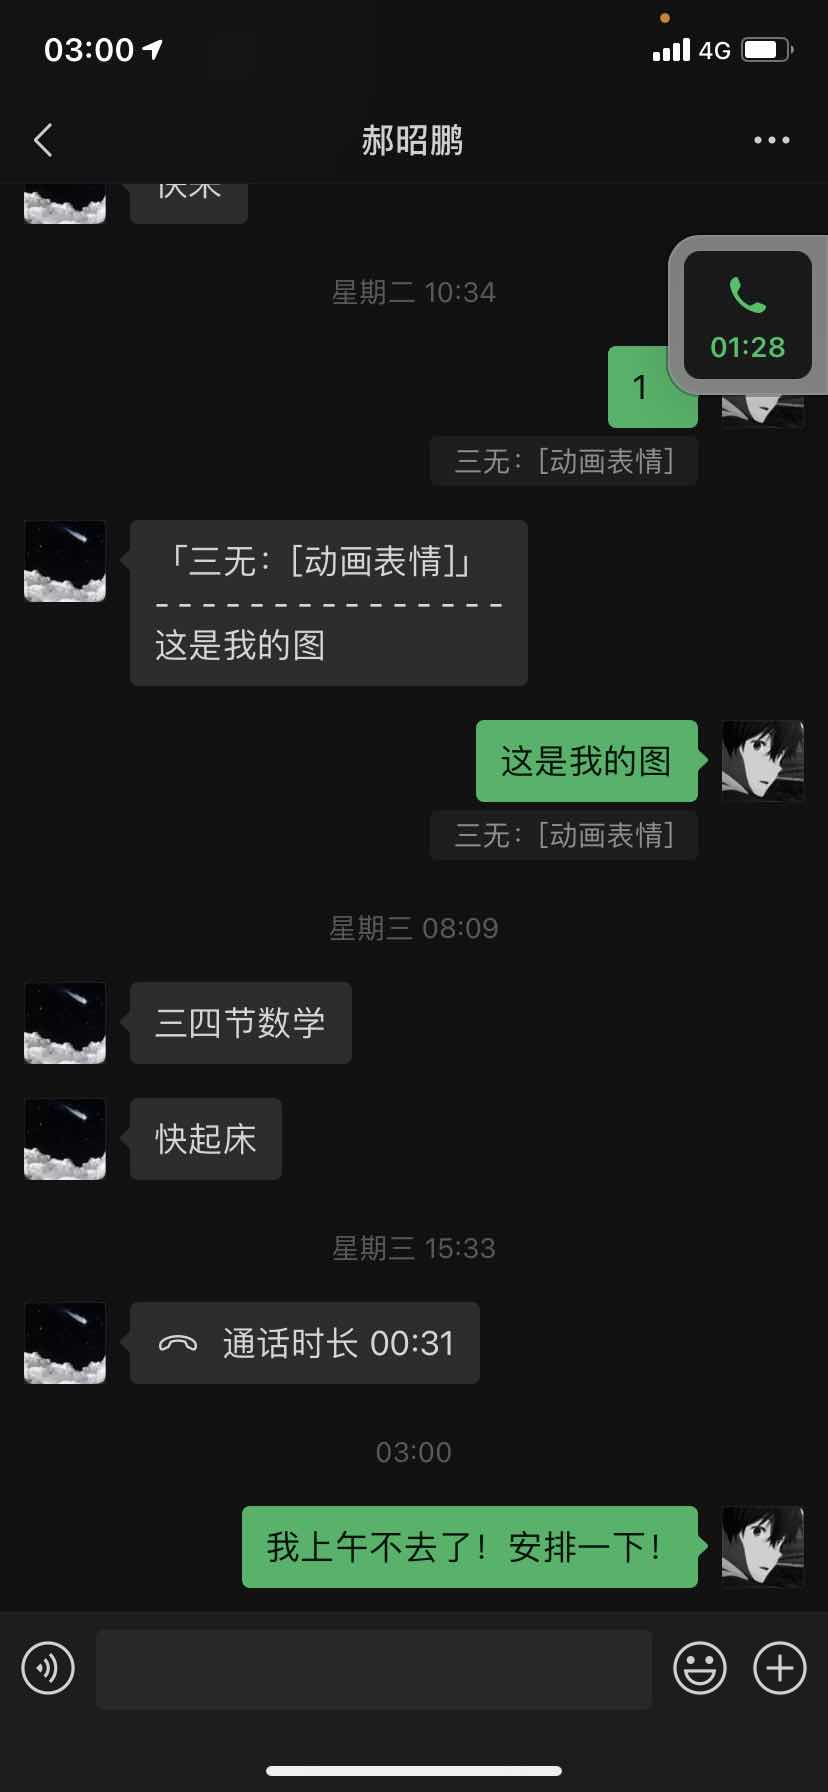 03:00
4G
郝昭鹏
快来
星期二 10:34
01:28
1
三无：[动画表情]
「三无：[动画表情]」
- - - - - - - - - - - - - - -
这是我的图
这是我的图
三无：[动画表情]
星期三 08:09
三四节数学
快起床
星期三 15:33
通话时长 00:31
03:00
我上午不去了！安排一下！